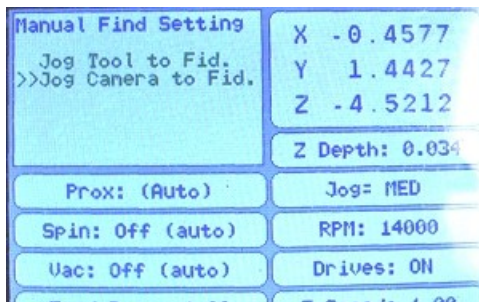 Manual Find Setting
Jog Tool to Fid.
>>Jog Camera to Fid.
X -0.4577
Y 1.4427
Z -4.5212
Z Depth: 0.034
Prox: (Auto)
Jog= MED
Spin: Off (auto)
RPM: 14000
Vac: Off (auto)
Drives: ON